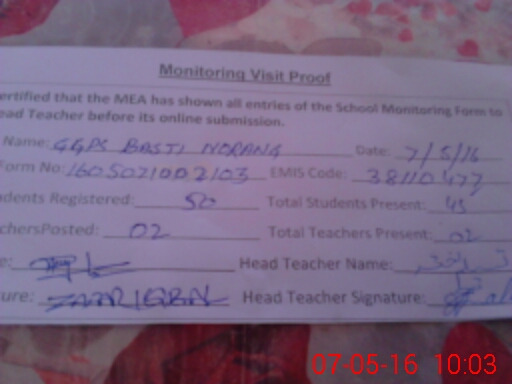 Monitoring Visit Proof
ertified that the MEA has shown all entries of the School Monitoring Form to
ead Teacher before its online submission.
Name: GGPS BASTI NORANG Date: 7/5/16
Form No: 1605021002103 EMIS Code: 38110477
dents Registered: 50 Total Students Present: 45
chersPosted: 02 Total Teachers Present: 02
e: Head Teacher Name:
ure: ZAFAR IQBAL Head Teacher Signature:
07-05-16 10:03